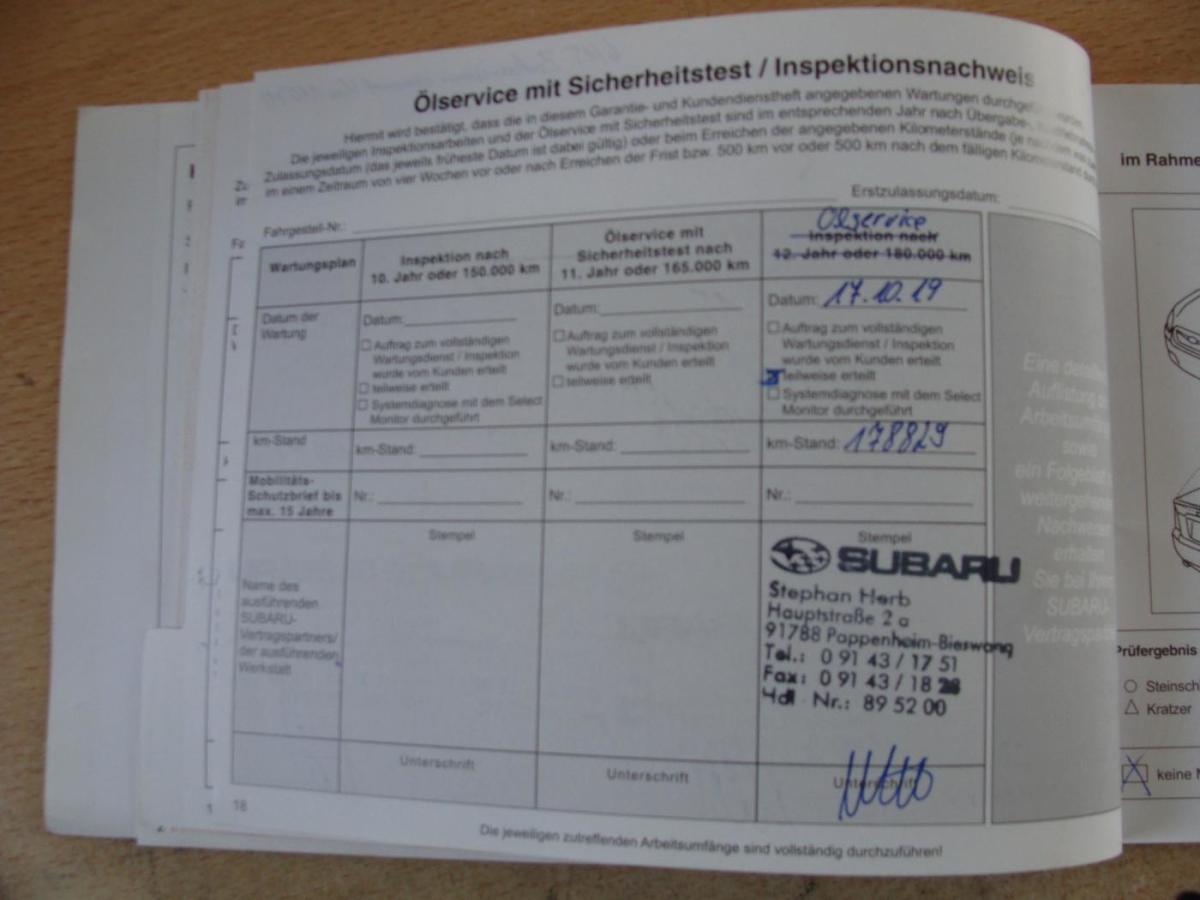 Ölservice mit Sicherheitstest / Inspektionsnachweis
Hiermit wird bestätigt, dass die in diesem Garantie- und Kundendienstheft angegebenen Wartungen
Die jeweiligen Inspektionsarbeiten und der Ölservice mit Sicherheitstest sind im entsprechenden Jahr nach
Zulassungsdatum (das jeweils früheste Datum ist dabei gültig) oder beim Erreichen der angegebenen Kilometerstände (je
im einem Zeitraum von vier Wochen vor oder nach Erreichen der Frist bzw. 500 km vor oder 500 km nach dem fälligen
Erstzulassungsdatum:
Fahrgestell-Nr.:
Wartungsplan
Inspektion nach
10. Jahr oder 150.000 km
Ölservice mit
Sicherheitstest nach
11. Jahr oder 165.000 km
Ölservice
Inspektion nach
12. Jahr oder 180.000 km
Datum der
Wartung
Datum:
Auftrag zum vollständigen
Wartungsdienst / Inspektion
wurde vom Kunden erteilt
teilweise erteilt
Systemdiagnose mit dem Select
Monitor durchgeführt
Datum:
Auftrag zum vollständigen
Wartungsdienst / Inspektion
wurde vom Kunden erteilt
teilweise erteilt
Datum: 17.10.19
Auftrag zum vollständigen
Wartungsdienst / Inspektion
wurde vom Kunden erteilt
teilweise erteilt
Systemdiagnose mit dem Select
Monitor durchgeführt
km-Stand
km-Stand:
km-Stand:
km-Stand: 178829
Mobilitäts-
Schutzbrief bis
max. 15 Jahre
Nr.:
Nr.:
Nr.:
Name des
ausführenden
SUBARU-
Vertragspartners/
der ausführenden
Werkstatt
Stempel
Stempel
Stempel
SUBARU
Stephan Herb
Hauptstraße 2 a
91788 Pappenheim-Bieswang
Tel.: 0 91 43 / 17 51
Fax: 0 91 43 / 18
Hdl Nr.: 89 52 00
Unterschrift
Unterschrift
Unterschrift
18
Die jeweiligen zutreffenden Arbeitsumfänge sind vollständig durchzuführen!
Eine
Auflistung
sowie
ein
erhalten
Sie bei
SUBARU-
im
Prüfergebnis
Kratzer
keine